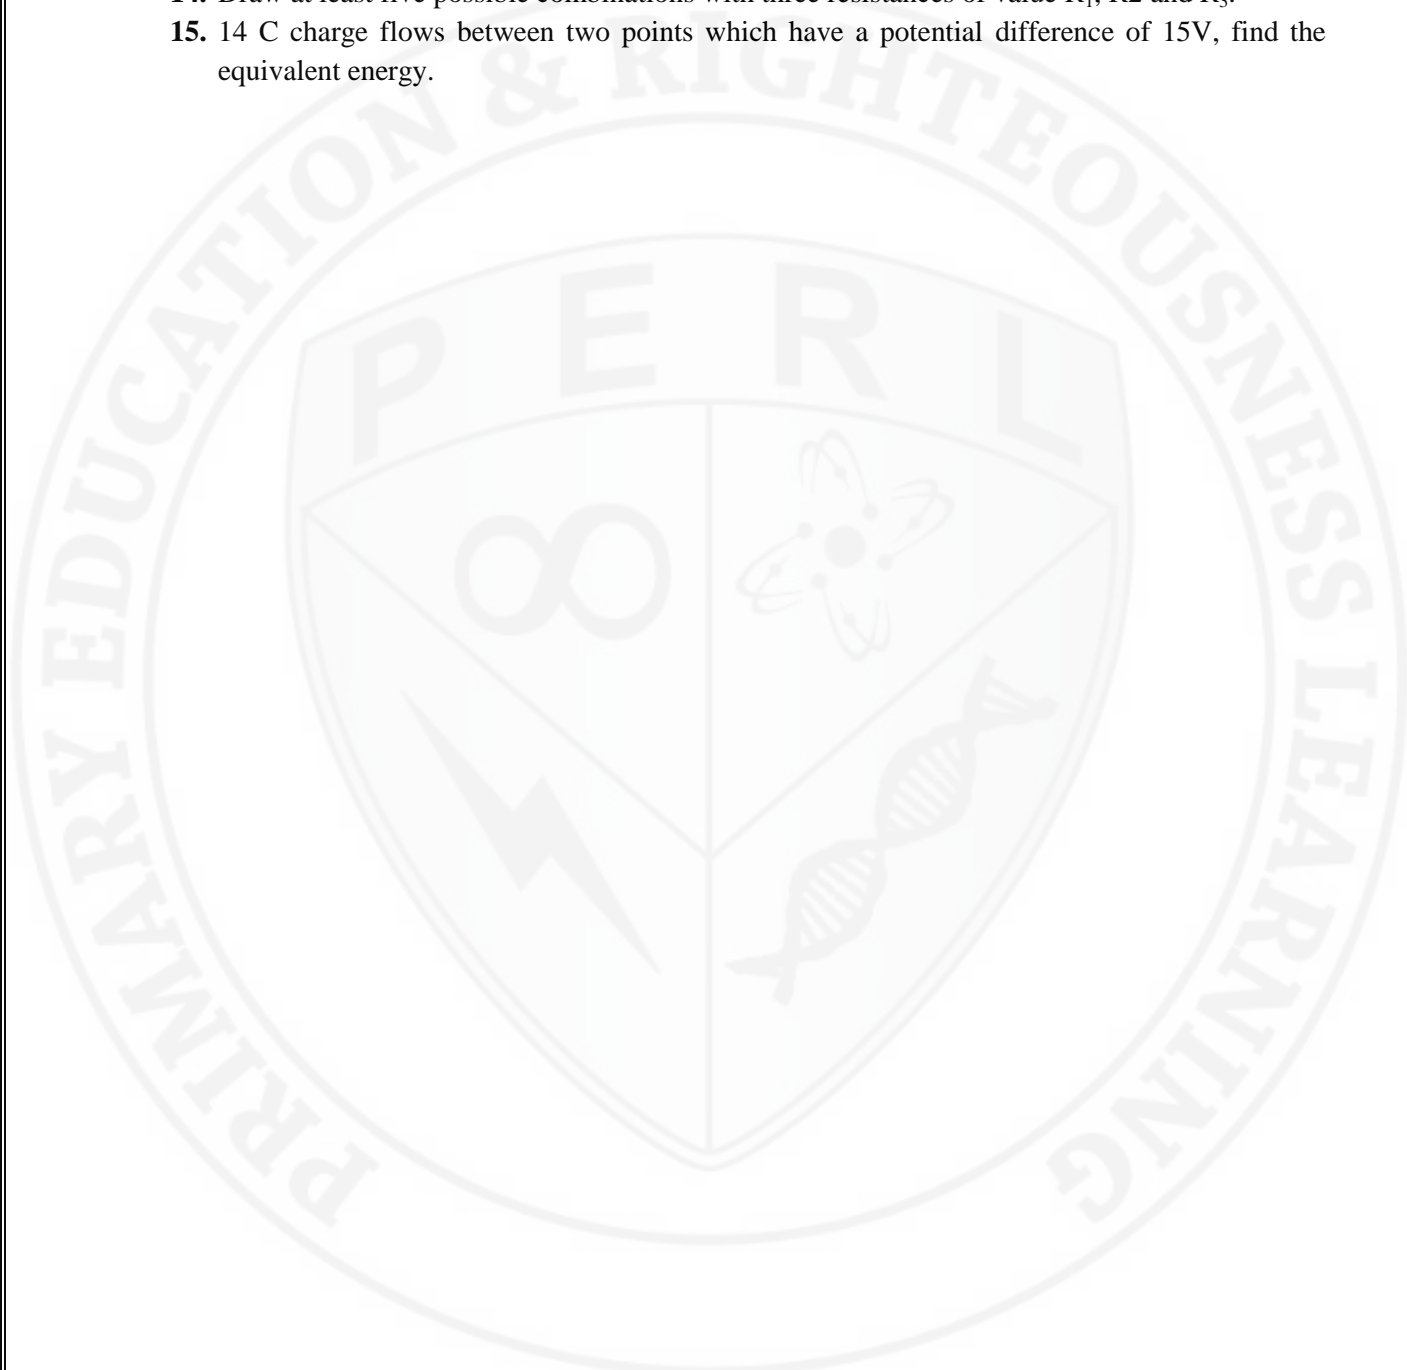 14. Draw at least five possible combinations with three resistances of value R₁, R2 and R₃.
15. 14 C charge flows between two points which have a potential difference of 15V, find the
equivalent energy.
PRIMARY EDUCATION & RIGHTEOUSNESS LEARNING
P E R L